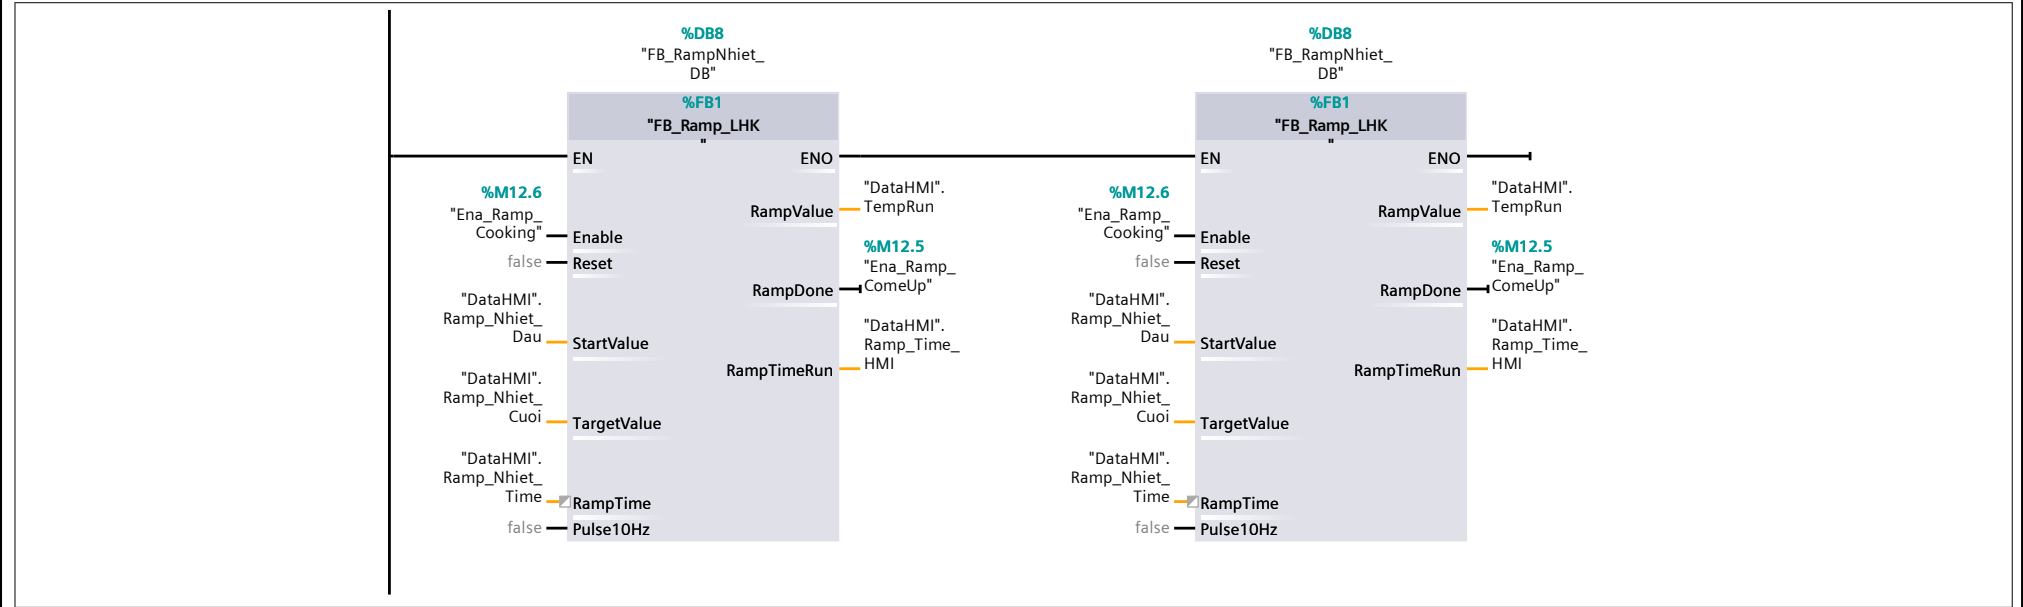 %DB8
"FB_RampNhiet_
DB"
%FB1
"FB_Ramp_LHK
"
EN
ENO
%M12.6
"Ena_Ramp_
Cooking"
Enable
false
Reset
"DataHMI".
Ramp_Nhiet_
Dau
StartValue
"DataHMI".
Ramp_Nhiet_
Cuoi
TargetValue
"DataHMI".
Ramp_Nhiet_
Time
RampTime
false
Pulse10Hz
RampValue
"DataHMI".
TempRun
RampDone
%M12.5
"Ena_Ramp_
ComeUp"
RampTimeRun
"DataHMI".
Ramp_Time_
HMI
%DB8
"FB_RampNhiet_
DB"
%FB1
"FB_Ramp_LHK
"
EN
ENO
%M12.6
"Ena_Ramp_
Cooking"
Enable
false
Reset
"DataHMI".
Ramp_Nhiet_
Dau
StartValue
"DataHMI".
Ramp_Nhiet_
Cuoi
TargetValue
"DataHMI".
Ramp_Nhiet_
Time
RampTime
false
Pulse10Hz
RampValue
"DataHMI".
TempRun
RampDone
%M12.5
"Ena_Ramp_
ComeUp"
RampTimeRun
"DataHMI".
Ramp_Time_
HMI